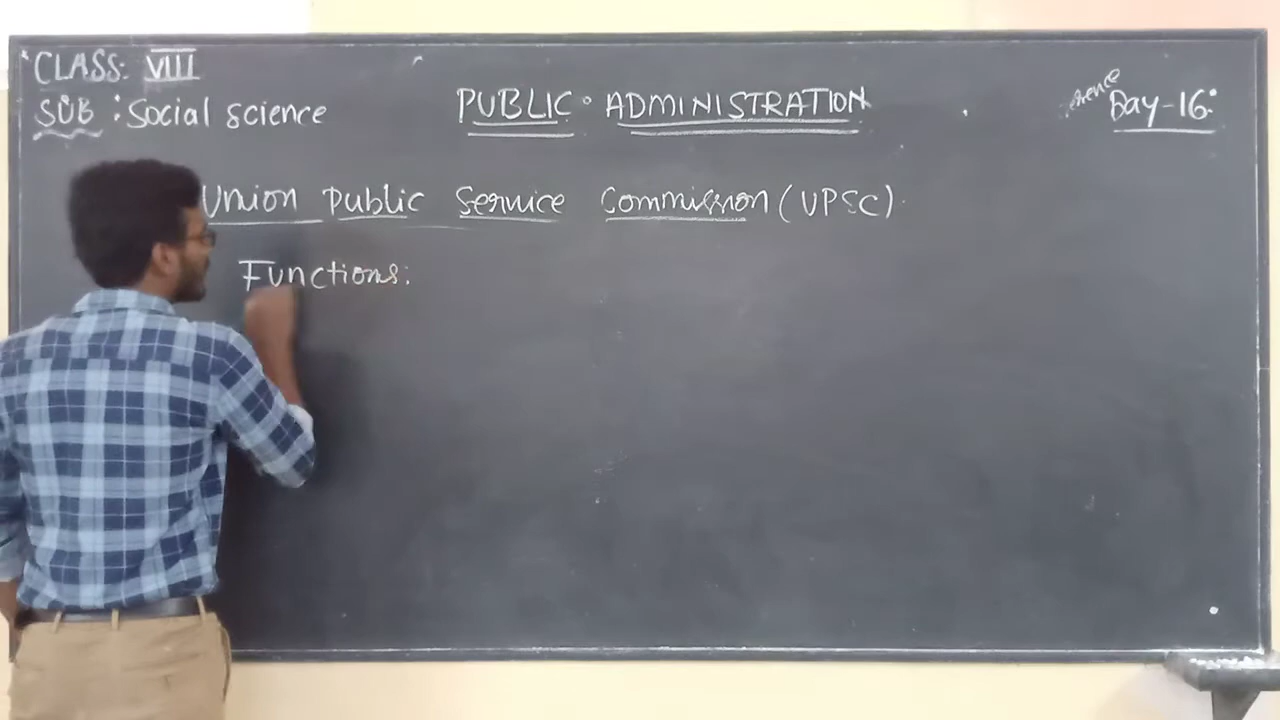 CLASS: VIII
SUB : Social science
PUBLIC ADMINISTRATION
Day-16
Union Public Service Commission (UPSC)
Functions: